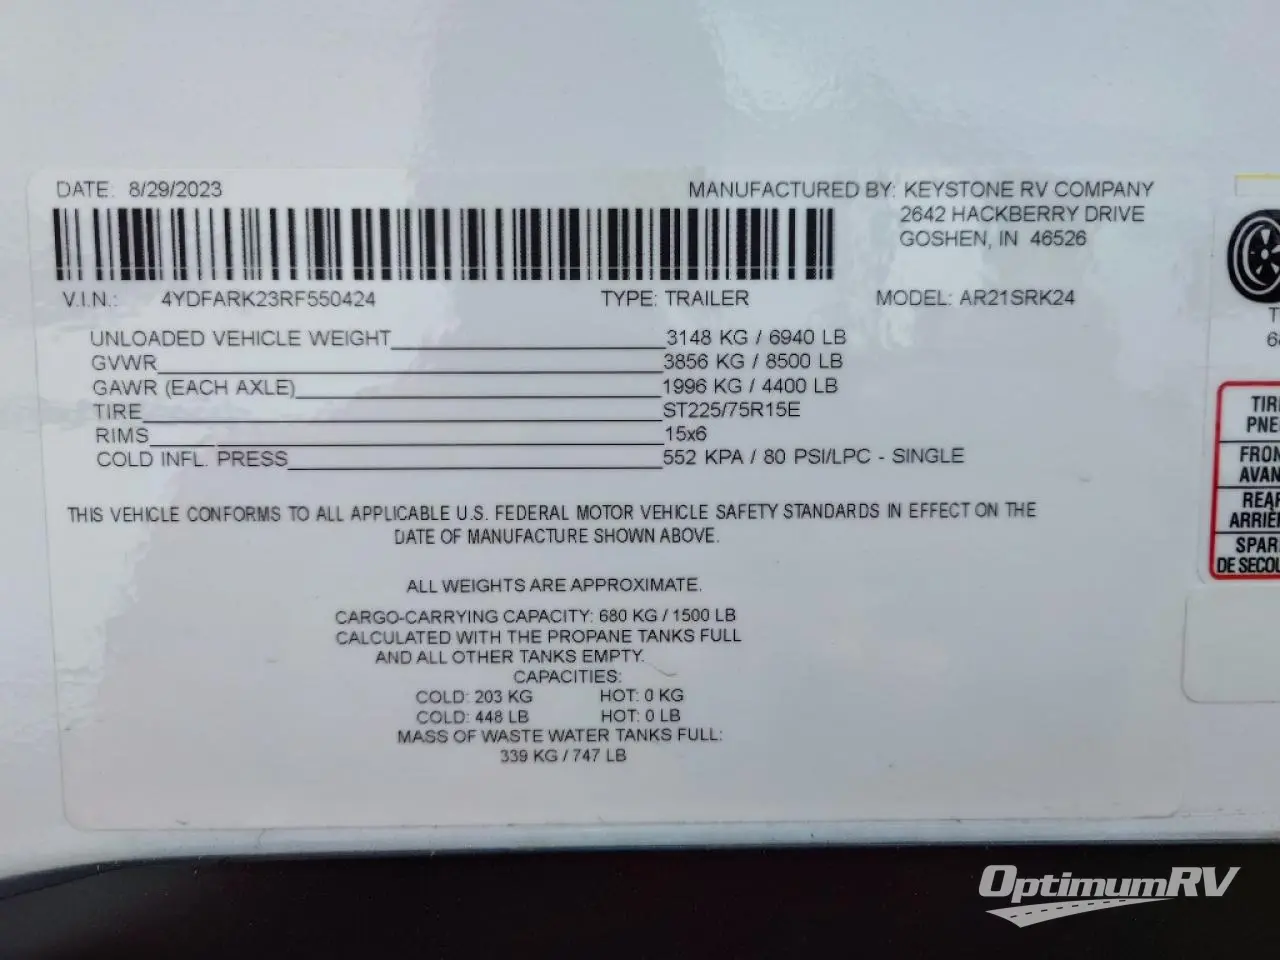 DATE: 8/29/2023
MANUFACTURED BY: KEYSTONE RV COMPANY
2642 HACKBERRY DRIVE
GOSHEN, IN 46526
V.I.N.: 4YDFARK23RF550424 TYPE: TRAILER MODEL: AR21SRK24
UNLOADED VEHICLE WEIGHT 3148 KG / 6940 LB
GVWR 3856 KG / 8500 LB
GAWR (EACH AXLE) 1996 KG / 4400 LB
TIRE ST225/75R15E
RIMS 15x6
COLD INFL. PRESS 552 KPA / 80 PSI/LPC - SINGLE
THIS VEHICLE CONFORMS TO ALL APPLICABLE U.S. FEDERAL MOTOR VEHICLE SAFETY STANDARDS IN EFFECT ON THE
DATE OF MANUFACTURE SHOWN ABOVE.
ALL WEIGHTS ARE APPROXIMATE.
CARGO-CARRYING CAPACITY: 680 KG / 1500 LB
CALCULATED WITH THE PROPANE TANKS FULL
AND ALL OTHER TANKS EMPTY.
CAPACITIES:
COLD: 203 KG HOT: 0 KG
COLD: 448 LB HOT: 0 LB
MASS OF WASTE WATER TANKS FULL:
339 KG / 747 LB
TIRE
PNE
FRON
AVAN
REAR
ARRIÈ
SPAR
DE SECOU
OptimumRV